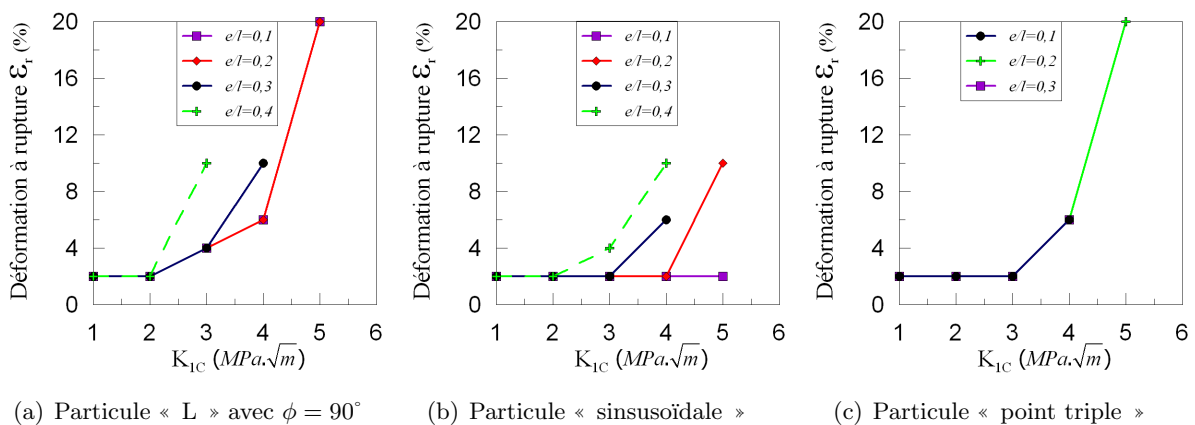 Déformation à rupture εr (%)
20
16
12
8
4
0
e/l=0,1
e/l=0,2
e/l=0,3
e/l=0,4
1 2 3 4 5 6
K1C (MPa.√m)
(a) Particule « L » avec ϕ = 90°
Déformation à rupture εr (%)
20
16
12
8
4
0
e/l=0,1
e/l=0,2
e/l=0,3
e/l=0,4
1 2 3 4 5 6
K1C (MPa.√m)
(b) Particule « sinsusoïdale »
Déformation à rupture εr (%)
20
16
12
8
4
0
e/l=0,1
e/l=0,2
e/l=0,3
1 2 3 4 5 6
K1C (MPa.√m)
(c) Particule « point triple »